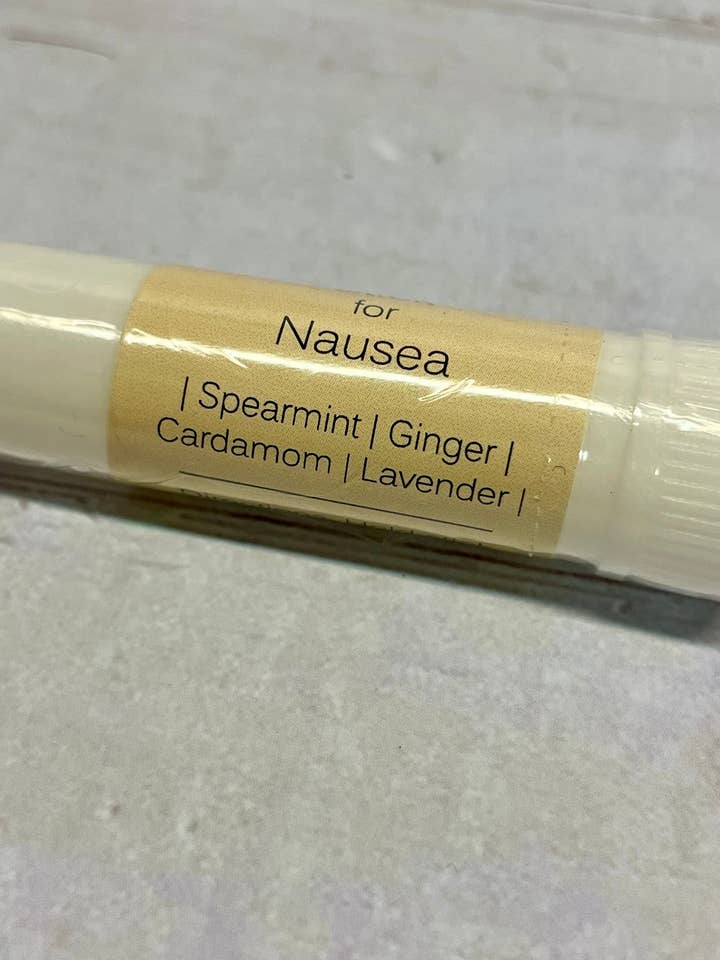 for
Nausea
| Spearmint | Ginger |
Cardamom | Lavender |